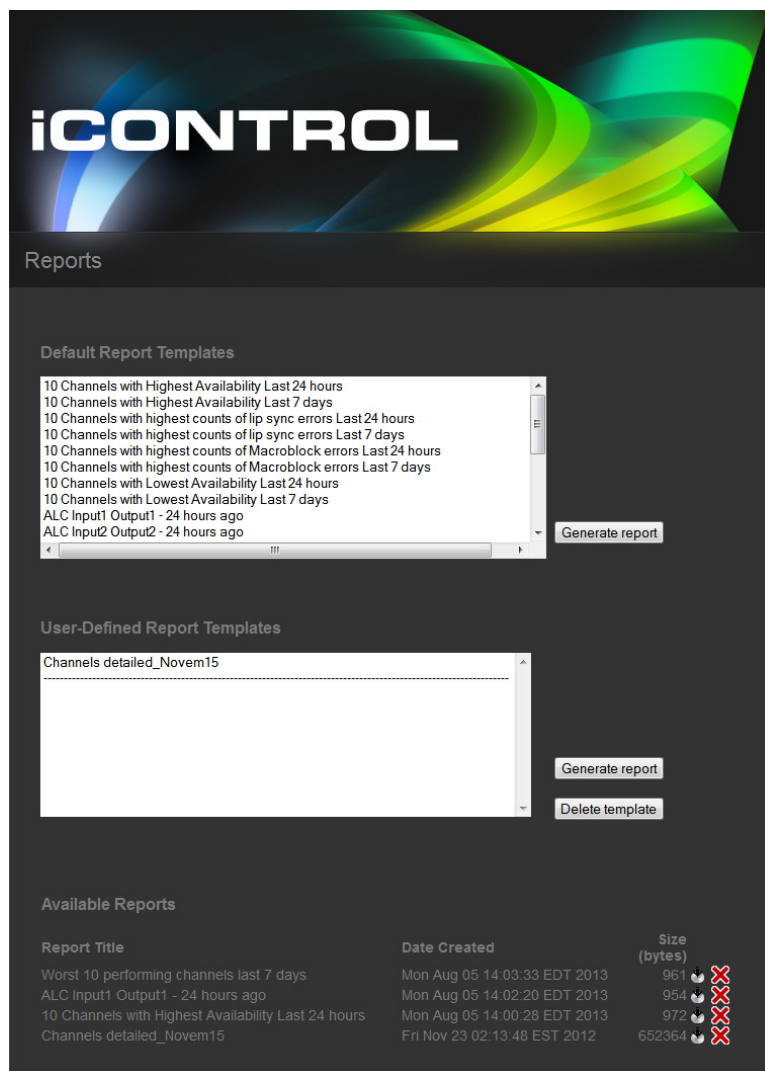 iCONTROL
Reports
Default Report Templates
10 Channels with Highest Availability Last 24 hours
10 Channels with Highest Availability Last 7 days
10 Channels with highest counts of lip sync errors Last 24 hours
10 Channels with highest counts of lip sync errors Last 7 days
10 Channels with highest counts of Macroblock errors Last 24 hours
10 Channels with highest counts of Macroblock errors Last 7 days
10 Channels with Lowest Availability Last 24 hours
10 Channels with Lowest Availability Last 7 days
ALC Input1 Output1 - 24 hours ago
ALC Input2 Output2 - 24 hours ago
Generate report
User-Defined Report Templates
Channels detailed_Novem15
--------------------------------------------------------------------------------------------------------------------
Generate report
Delete template
Available Reports
Report Title Date Created Size (bytes)
Worst 10 performing channels last 7 days Mon Aug 05 14:03:33 EDT 2013 961
ALC Input1 Output1 - 24 hours ago Mon Aug 05 14:02:20 EDT 2013 954
10 Channels with Highest Availability Last 24 hours Mon Aug 05 14:00:28 EDT 2013 972
Channels detailed_Novem15 Fri Nov 23 02:13:48 EST 2012 652364